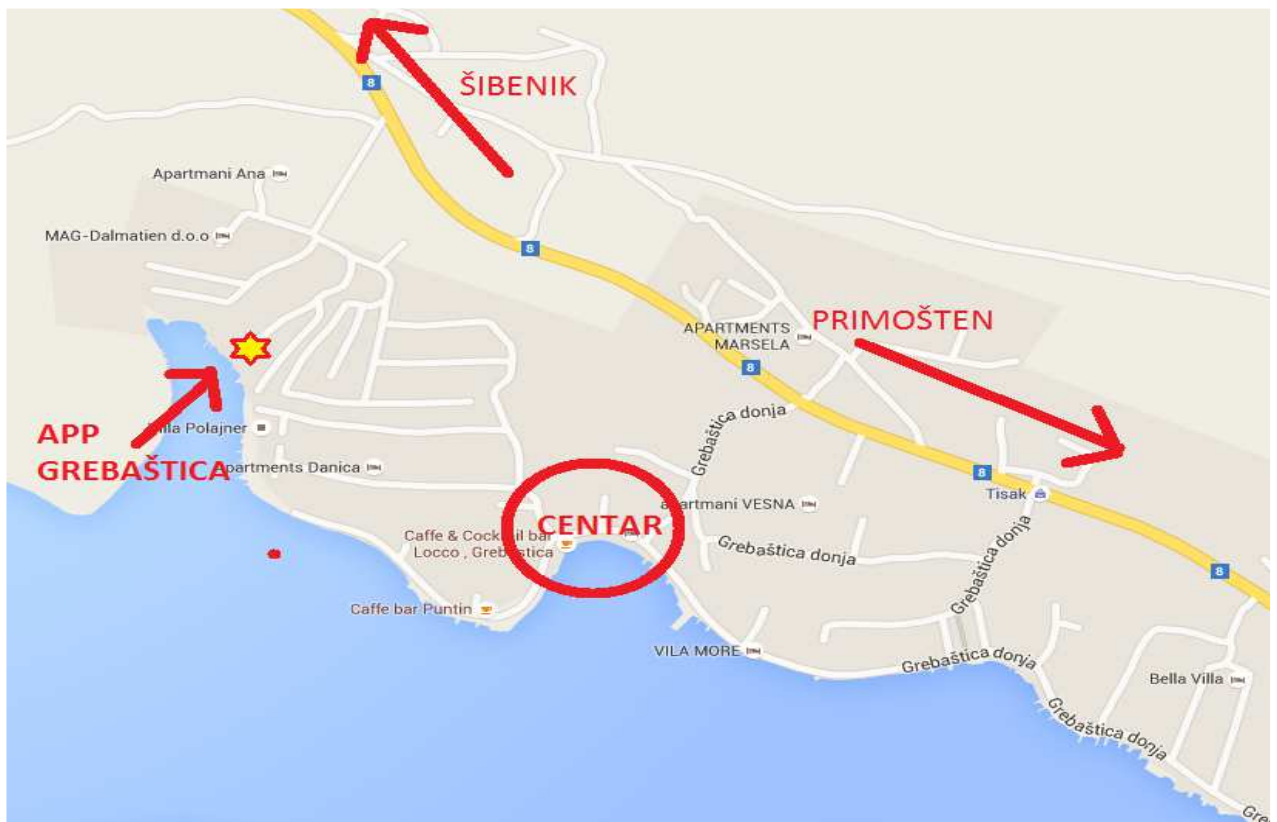 8
ŠIBENIK
Apartmani Ana
MAG-Dalmatien d.o.o
8
PRIMOŠTEN
APARTMENTS
MARSELA
8
Grebaštica donja
APP
GREBAŠTICA
Villa Polajner
Apartments Danica
8
Tisak
CENTAR
apartmani VESNA
Caffe & Cocktail bar
Locco , Grebastica
Grebaštica donja
Grebaštica donja
8
Caffe bar Puntin
VILA MORE
Grebaštica donja
Bella Villa
Grebaštica donja